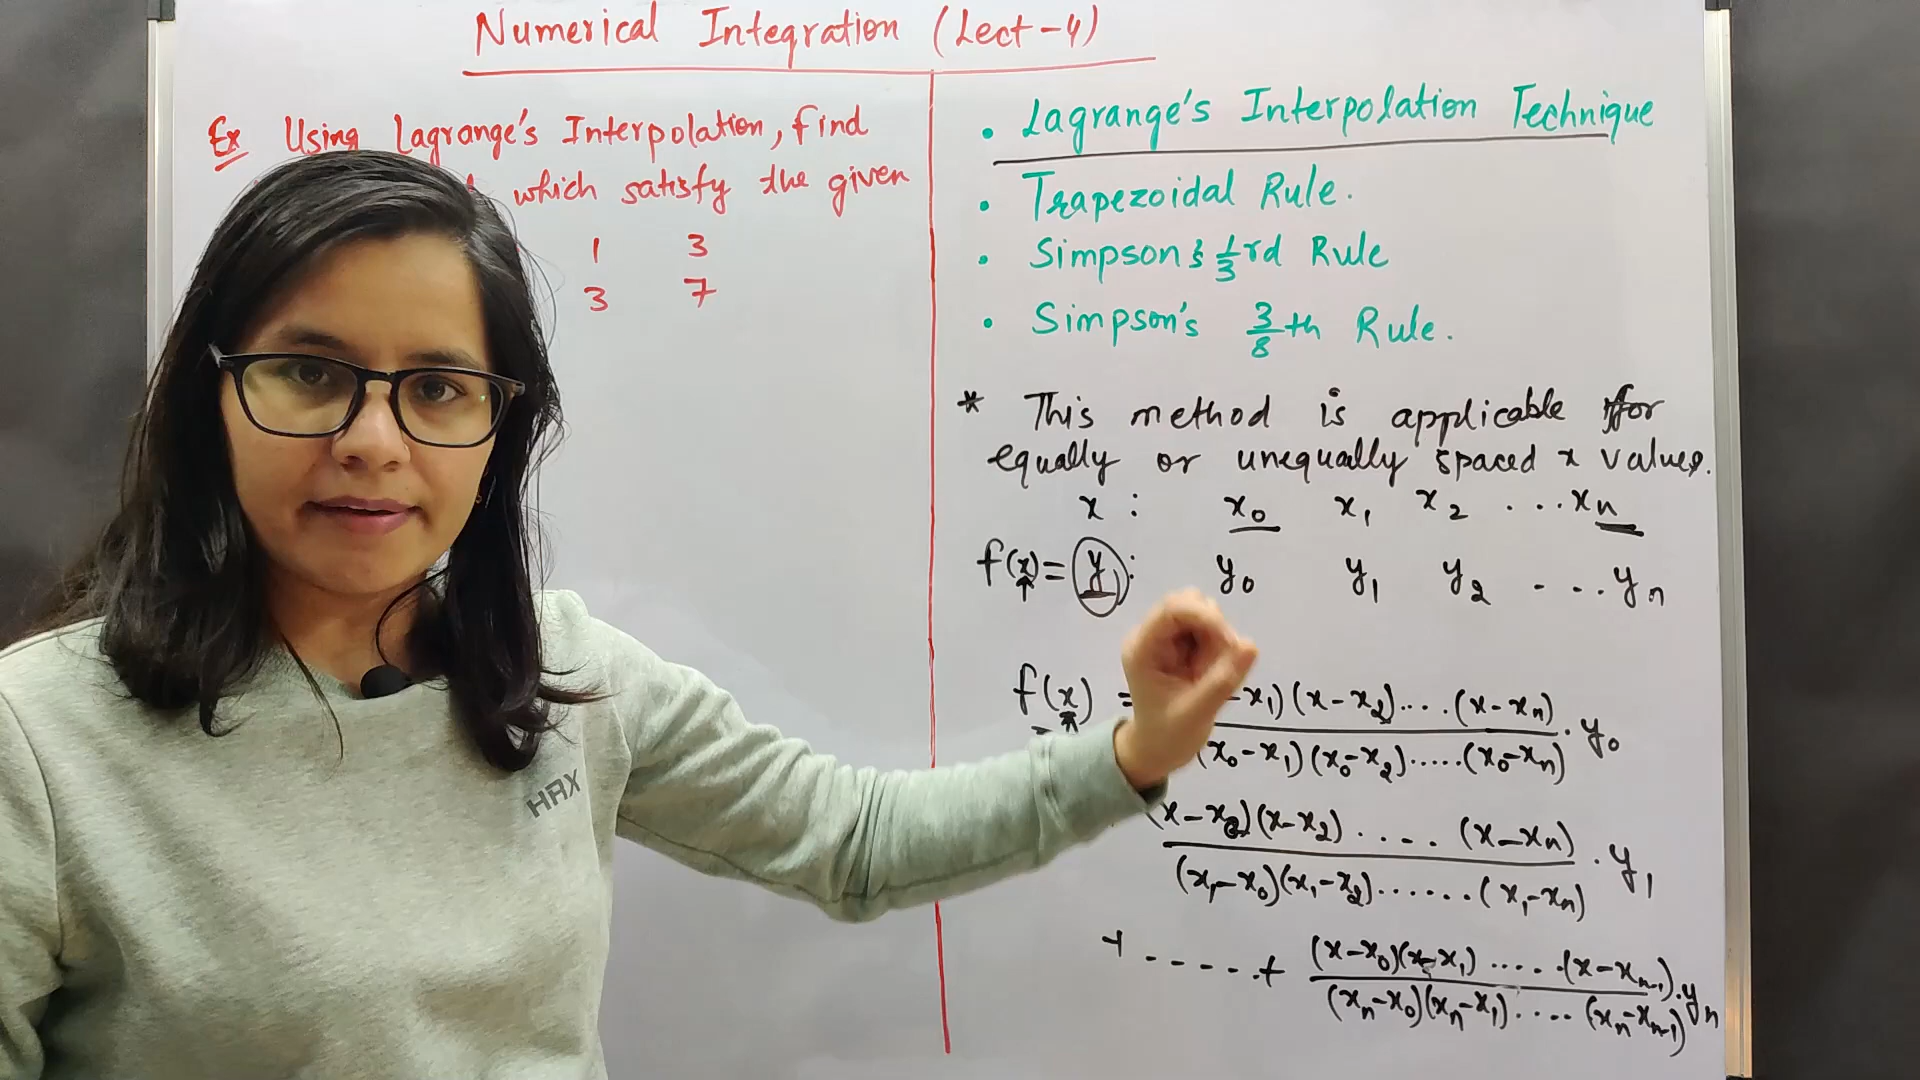 Numerical Integration (Lect-4)
Ex Using Lagrange's Interpolation, find
which satisfy the given
1 3
3 7
• Lagrange's Interpolation Technique
• Trapezoidal Rule.
• Simpson's 1/3 rd Rule
• Simpson's 3/8 th Rule.
* This method is applicable for
equally or unequally spaced x values.
x : x₀ x₁ x₂ ... xₙ
f(x) = y : y₀ y₁ y₂ ... yₙ
f(x) = -x₁)(x-x₂)....(x-xₙ) . y₀
(x₀-x₁)(x₀-x₂).....(x₀-xₙ)
(x-x₀)(x-x₂) ..... (x-xₙ) . y₁
(x₁-x₀)(x₁-x₂)......(x₁-xₙ)
+ ......+ (x-x₀)(x-x₁) .....(x-xₙ₋₁) . yₙ
(xₙ-x₀)(xₙ-x₁)..... (xₙ-xₙ₋₁)
HRX